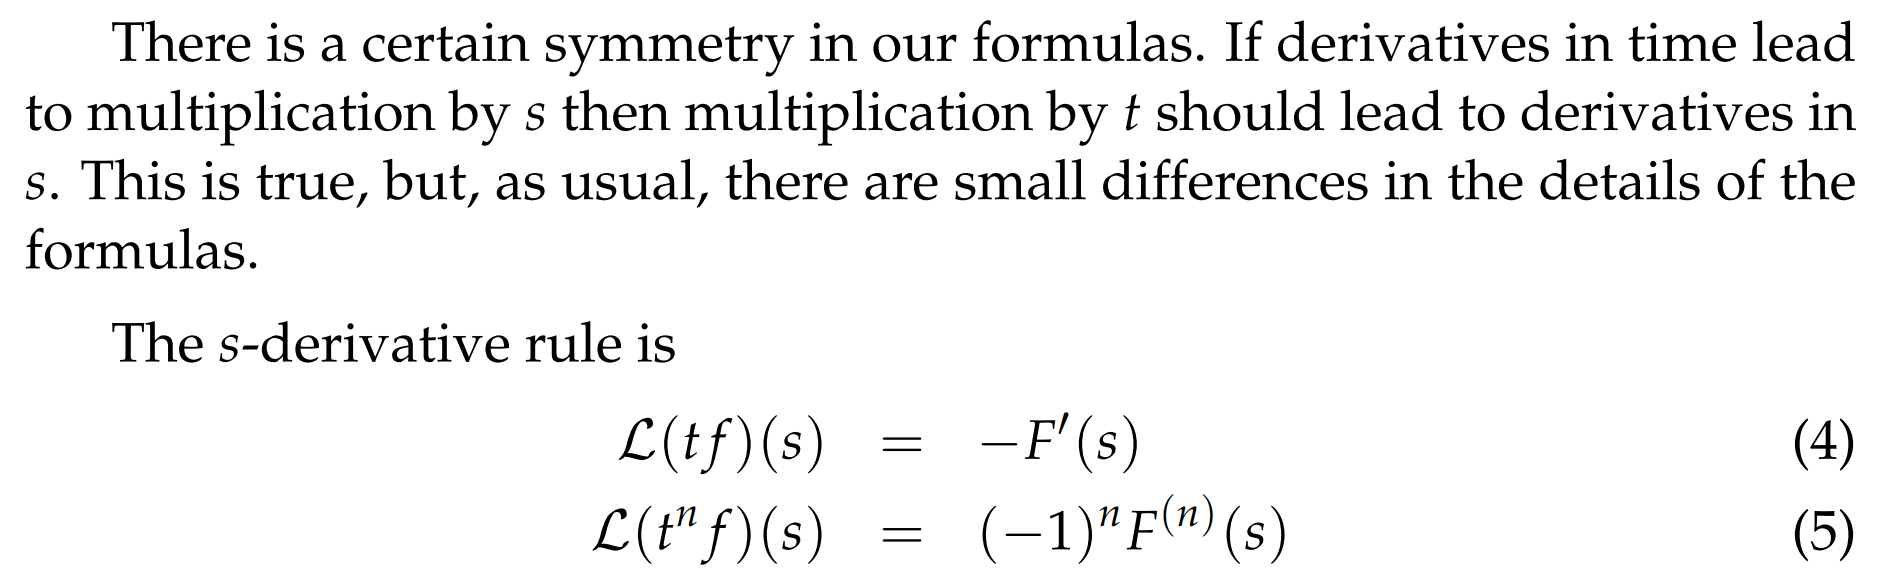 There is a certain symmetry in our formulas. If derivatives in time lead
to multiplication by s then multiplication by t should lead to derivatives in
s. This is true, but, as usual, there are small differences in the details of the
formulas.
The s-derivative rule is
ℒ(tf)(s) = −F′(s) (4)
ℒ(tⁿf)(s) = (−1)ⁿF⁽ⁿ⁾(s) (5)